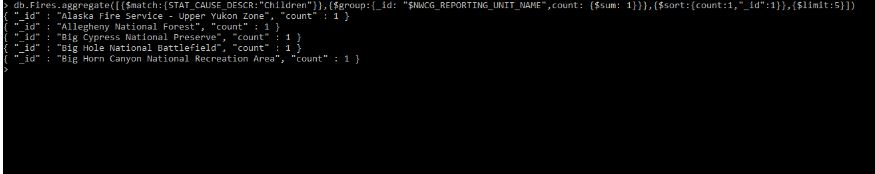 > db.Fires.aggregate([{$match:{STAT_CAUSE_DESCR:"Children"}},{$group:{_id: "$NWCG_REPORTING_UNIT_NAME",count: {$sum: 1}}},{$sort:{count:1,"_id":1}},{$limit:5}])
{ "_id" : "Alaska Fire Service - Upper Yukon Zone", "count" : 1 }
{ "_id" : "Allegheny National Forest", "count" : 1 }
{ "_id" : "Big Cypress National Preserve", "count" : 1 }
{ "_id" : "Big Hole National Battlefield", "count" : 1 }
{ "_id" : "Big Horn Canyon National Recreation Area", "count" : 1 }
>